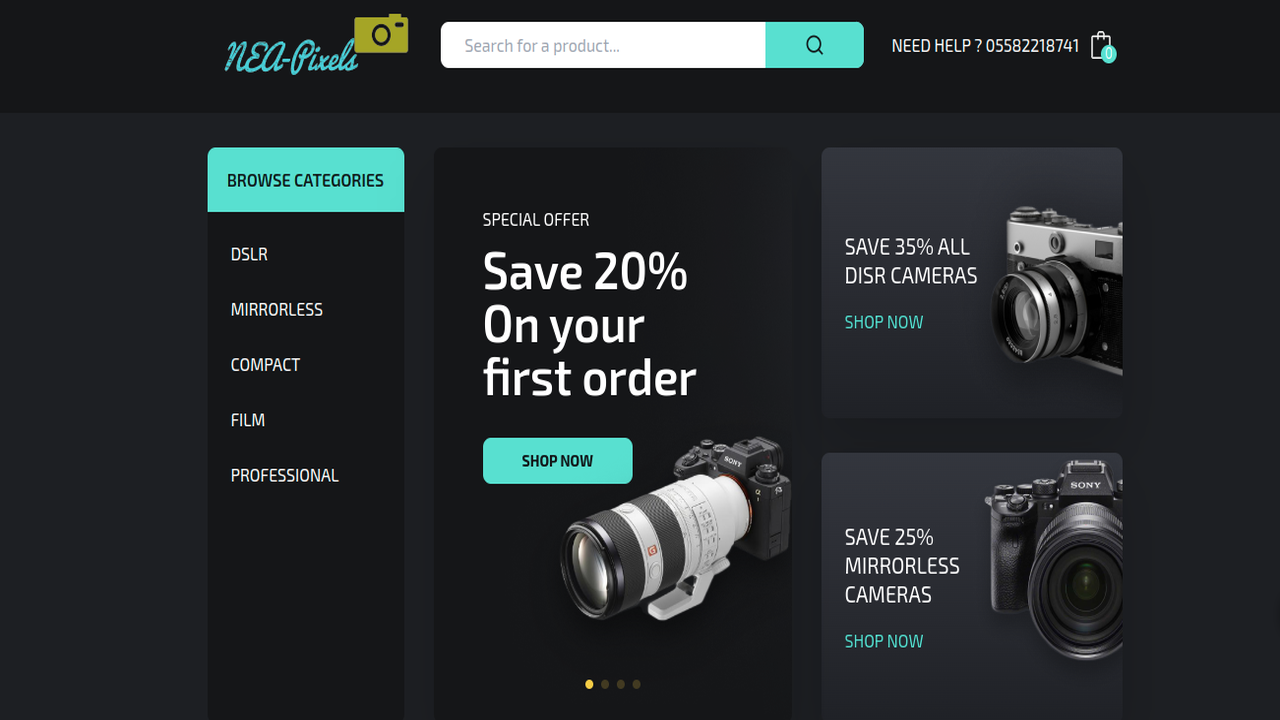 NEA-Pixels
Search for a product...
NEED HELP ? 05582218741
0
BROWSE CATEGORIES
DSLR
MIRRORLESS
COMPACT
FILM
PROFESSIONAL
SPECIAL OFFER
Save 20%
On your
first order
SHOP NOW
SONY
SAVE 35% ALL
DISR CAMERAS
SHOP NOW
SAVE 25%
MIRRORLESS
CAMERAS
SHOP NOW
SONY